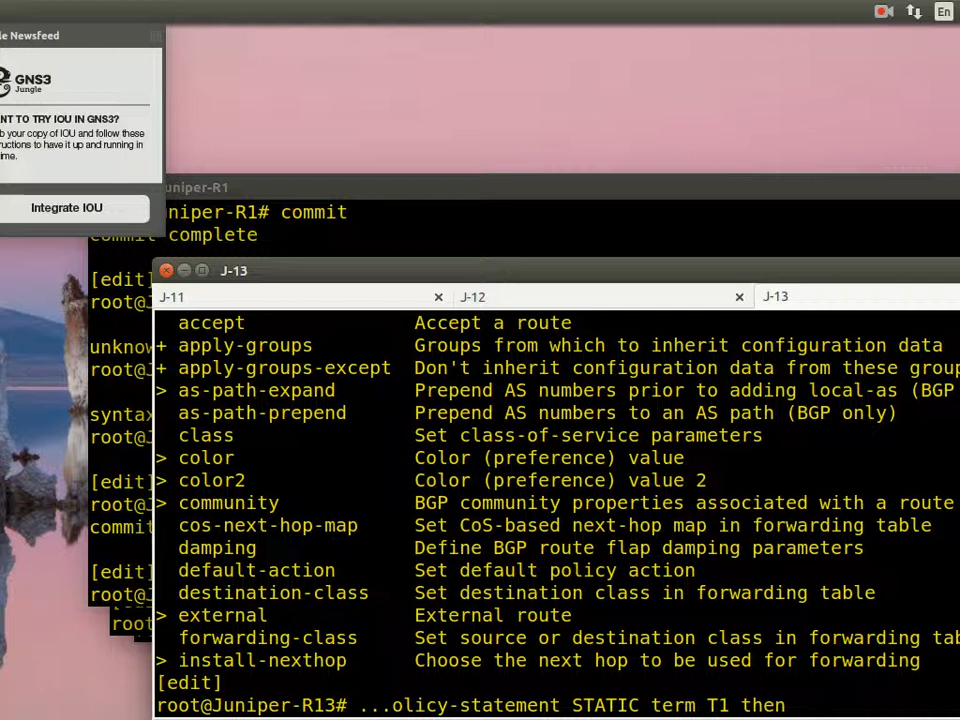 En
le Newsfeed
GNS3
Jungle
NT TO TRY IOU IN GNS3?
b your copy of IOU and follow these
ructions to have it up and running in
ime.
Integrate IOU
uniper-R1
uniper-R1# commit
commit complete
[edit]
root@J
unknow
root@J
syntax
root@J
[edit]
root@J
commit
[edit]
root@J
[edit]
root
J-13
J-11
J-12
J-13
accept Accept a route
+ apply-groups Groups from which to inherit configuration data
+ apply-groups-except Don't inherit configuration data from these group
> as-path-expand Prepend AS numbers prior to adding local-as (BGP
as-path-prepend Prepend AS numbers to an AS path (BGP only)
class Set class-of-service parameters
> color Color (preference) value
> color2 Color (preference) value 2
> community BGP community properties associated with a route
cos-next-hop-map Set CoS-based next-hop map in forwarding table
damping Define BGP route flap damping parameters
default-action Set default policy action
destination-class Set destination class in forwarding table
> external External route
forwarding-class Set source or destination class in forwarding tab
> install-nexthop Choose the next hop to be used for forwarding
[edit]
root@Juniper-R13# ...olicy-statement STATIC term T1 then